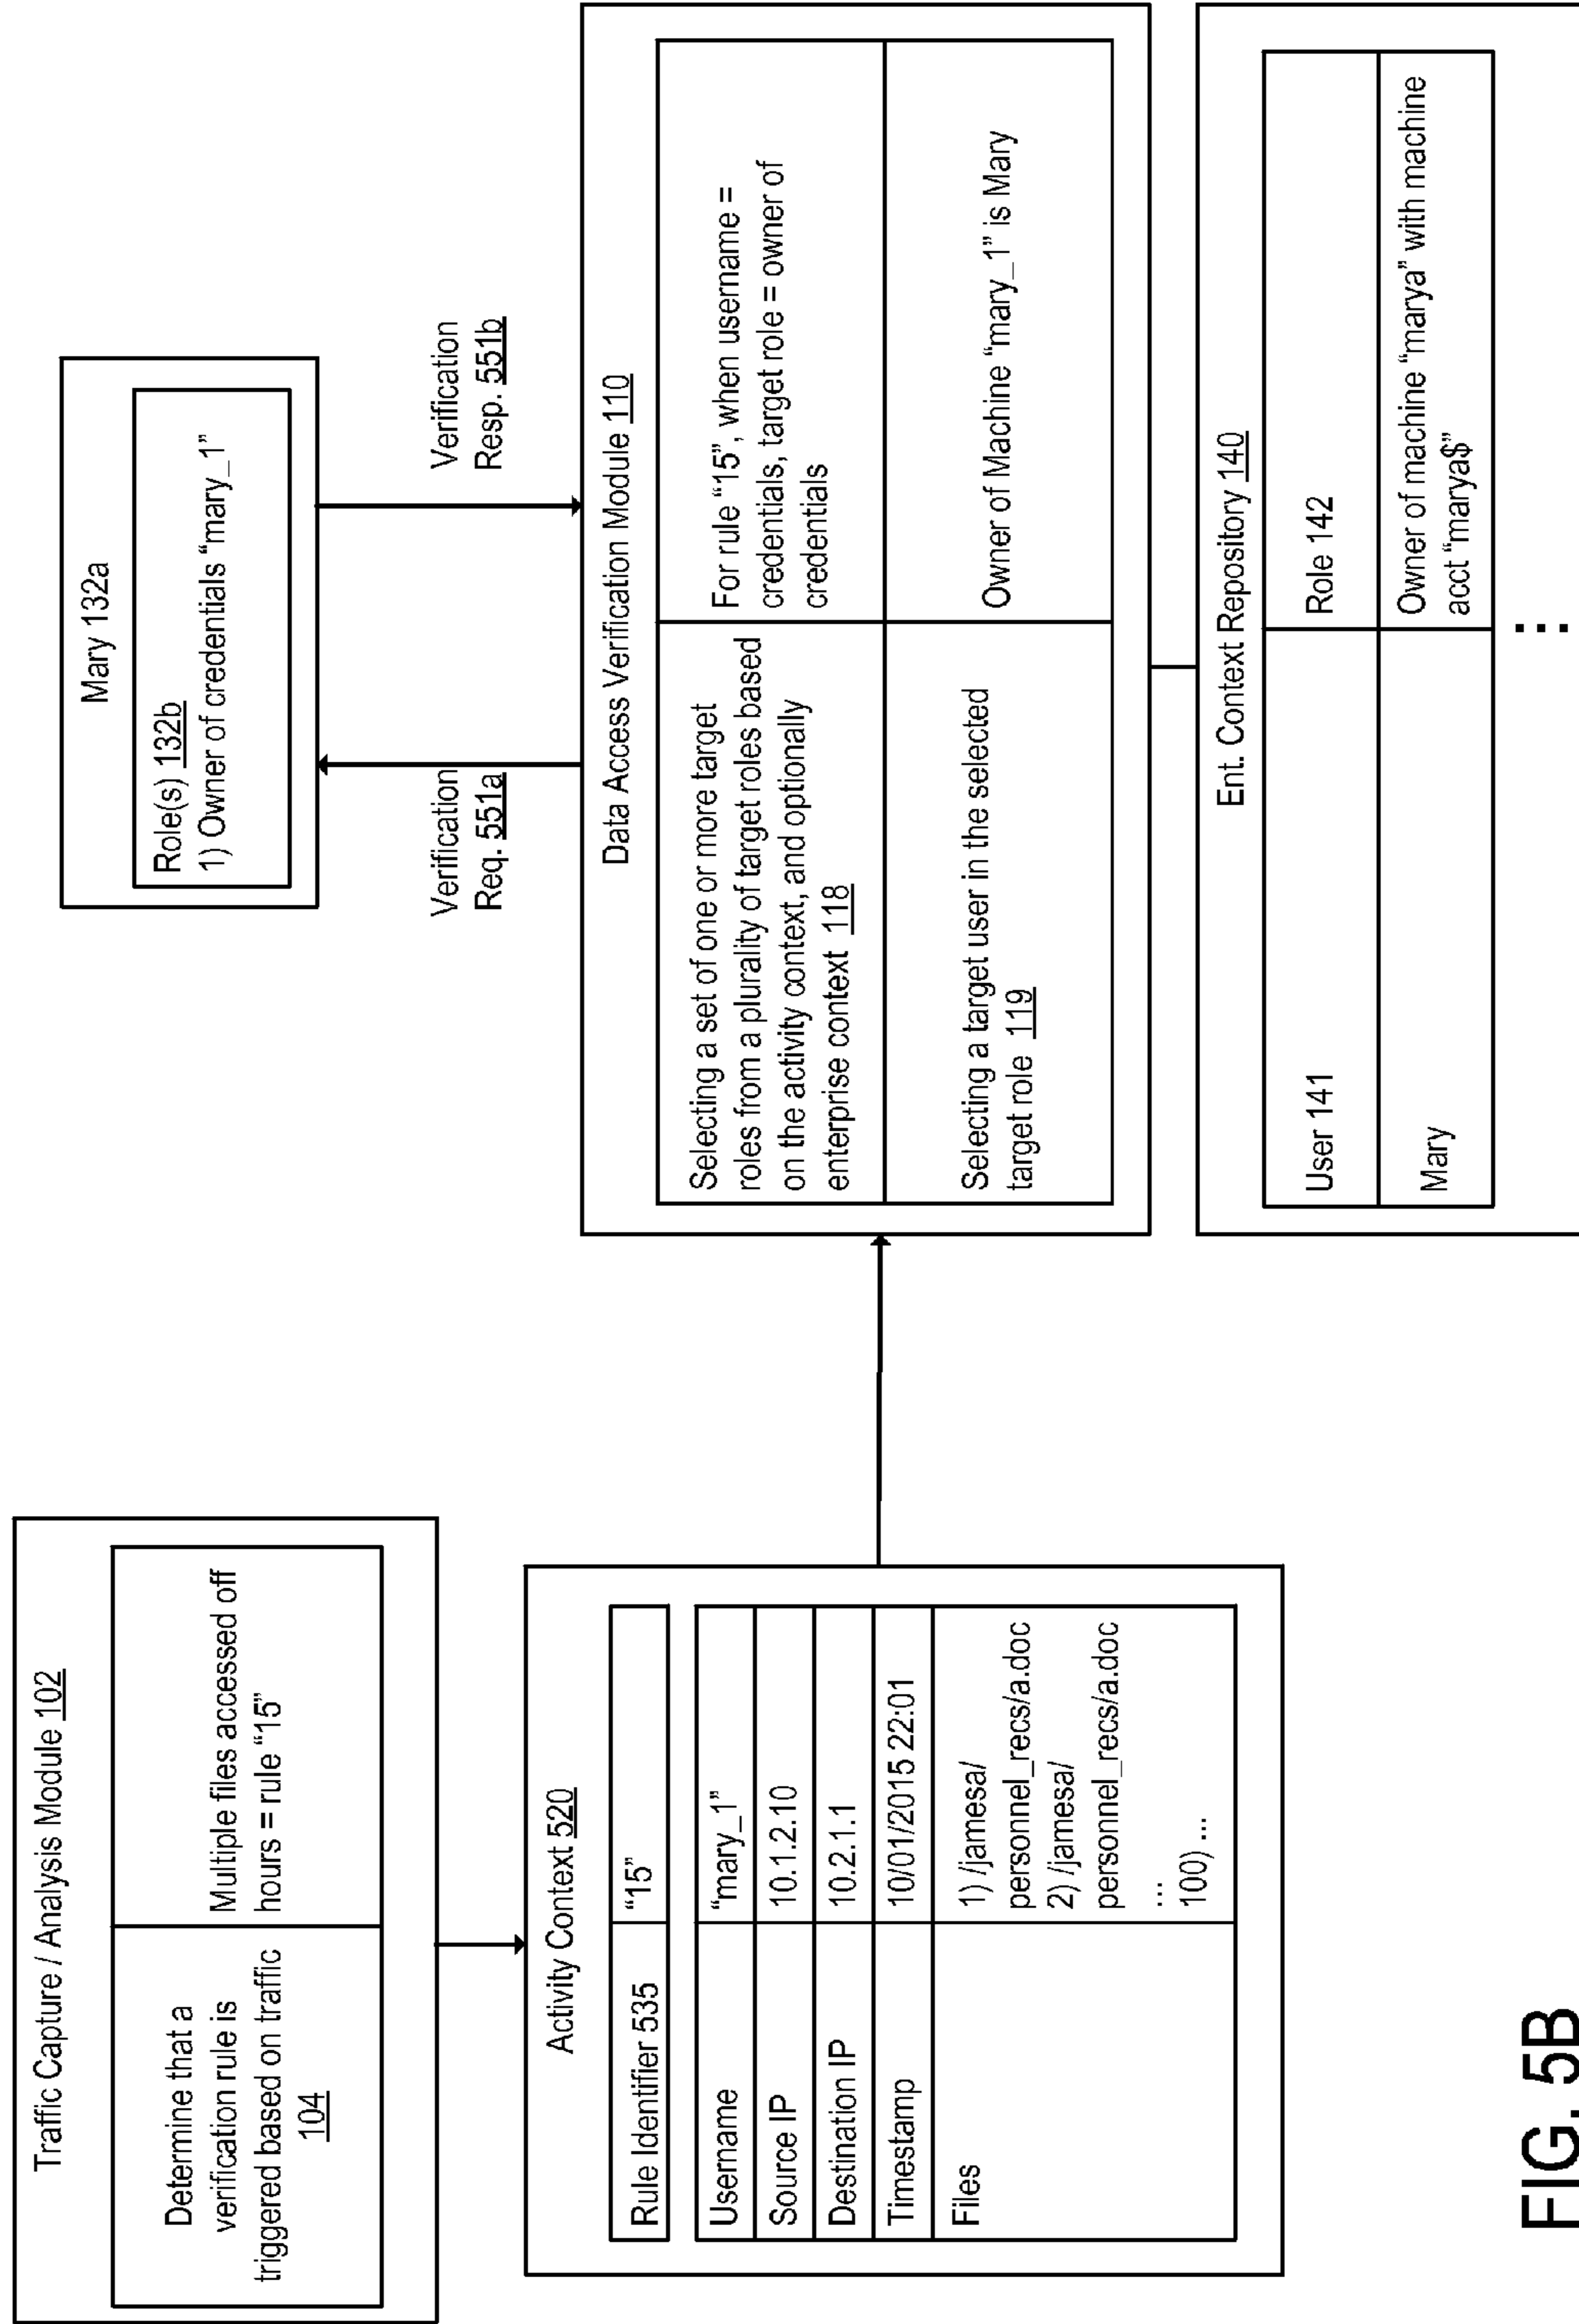 Traffic Capture / Analysis Module 102
Determine that a
verification rule is
triggered based on traffic
104
Multiple files accessed off
hours = rule “15”
Activity Context 520
Rule Identifier 535
“15”
Username
“mary_1”
Source IP
10.1.2.10
Destination IP
10.2.1.1
Timestamp
10/01/2015 22:01
Files
1) /jamesa/
personnel_recs/a.doc
2) /jamesa/
personnel_recs/a.doc
...
100) ...
Mary 132a
Role(s) 132b
1) Owner of credentials “mary_1”
Verification
Req. 551a
Verification
Resp. 551b
Data Access Verification Module 110
Selecting a set of one or more target
roles from a plurality of target roles based
on the activity context, and optionally
enterprise context 118
For rule “15”, when username =
credentials, target role = owner of
credentials
Selecting a target user in the selected
target role 119
Owner of Machine “mary_1” is Mary
Ent. Context Repository 140
User 141
Role 142
Mary
Owner of machine “marya” with machine
acct “marya$”
...
FIG. 5B